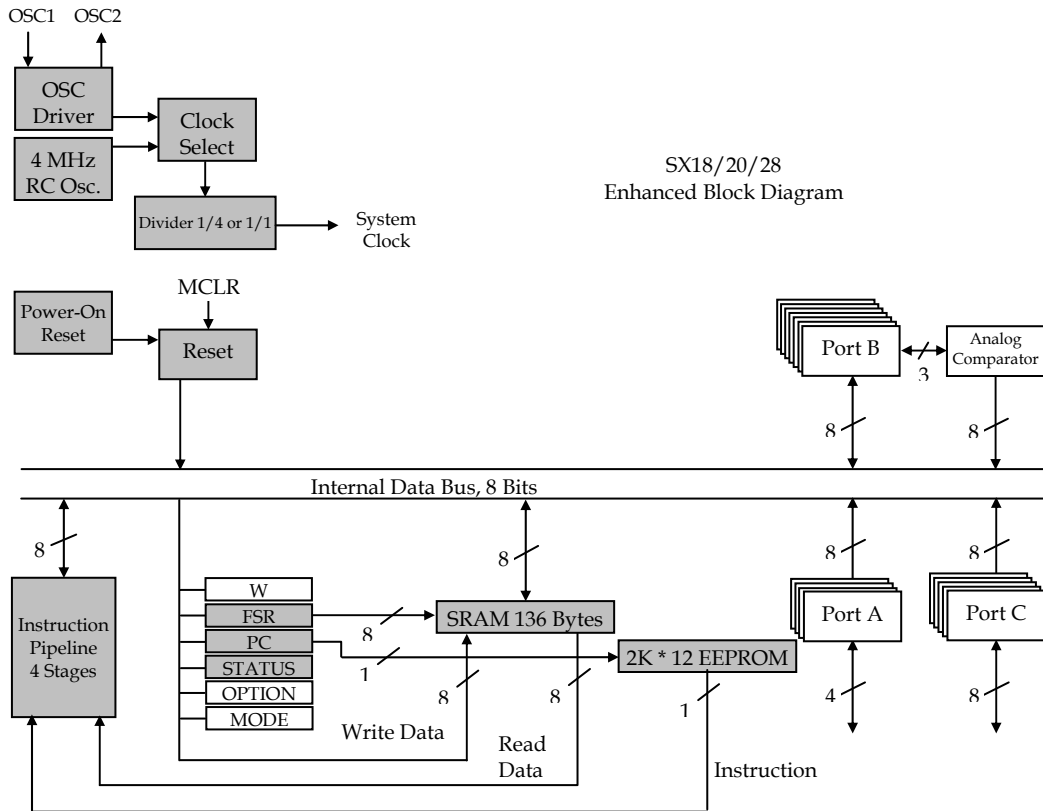 OSC1 OSC2
OSC
Driver
4 MHz
RC Osc.
Clock
Select
Divider 1/4 or 1/1
System
Clock
SX18/20/28
Enhanced Block Diagram
MCLR
Power-On
Reset
Reset
Port B
3
Analog
Comparator
8
8
Internal Data Bus, 8 Bits
8
8
8
8
Instruction
Pipeline
4 Stages
W
FSR
PC
STATUS
OPTION
MODE
8
1
SRAM 136 Bytes
2K * 12 EEPROM
Port A
Port C
8
8
1
4
8
Write Data
Read
Data
Instruction